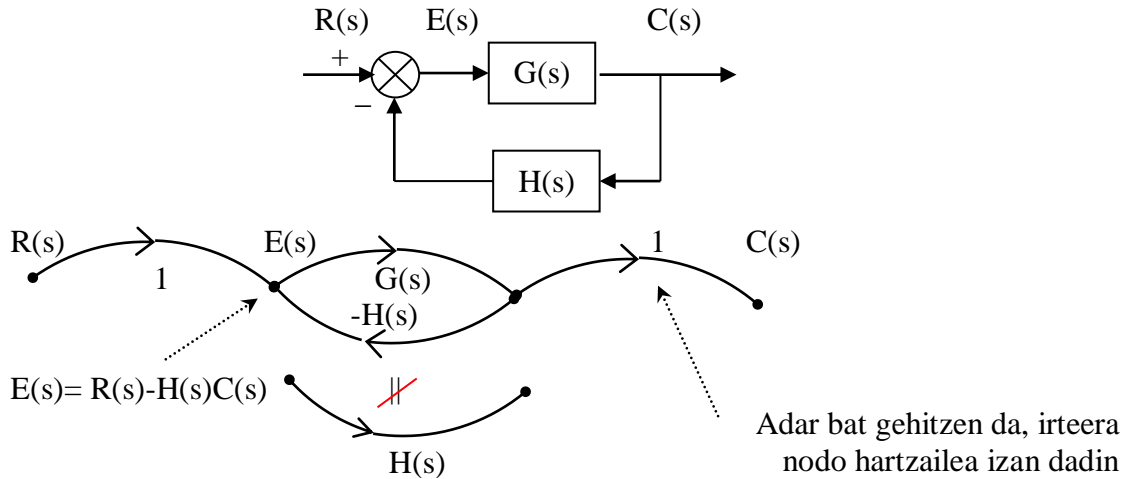 R(s) E(s) C(s)
+
G(s)
−
H(s)
R(s) E(s) 1 C(s)
1 G(s)
-H(s)
E(s)= R(s)-H(s)C(s)
Adar bat gehitzen da, irteera
H(s)
nodo hartzailea izan dadin